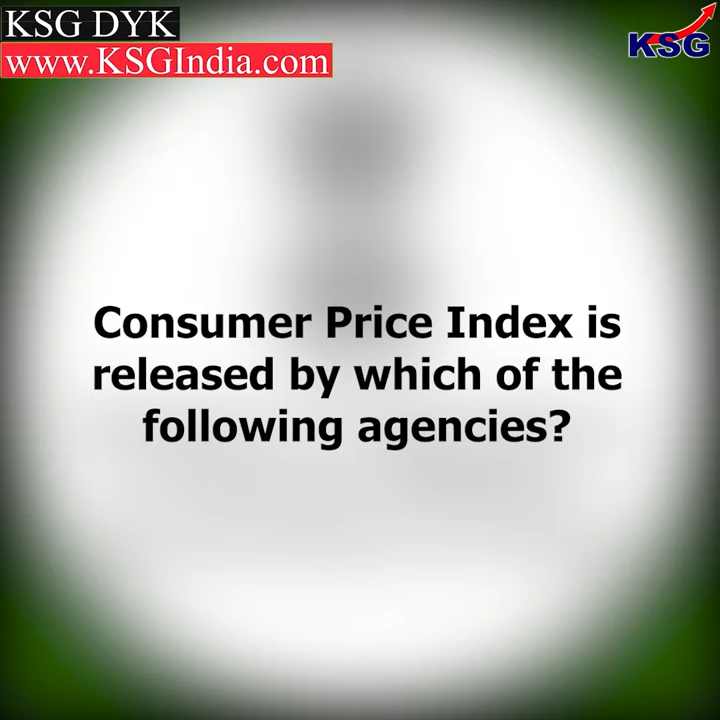 KSG DYK
www.KSGIndia.com
KSG
Consumer Price Index is
released by which of the
following agencies?